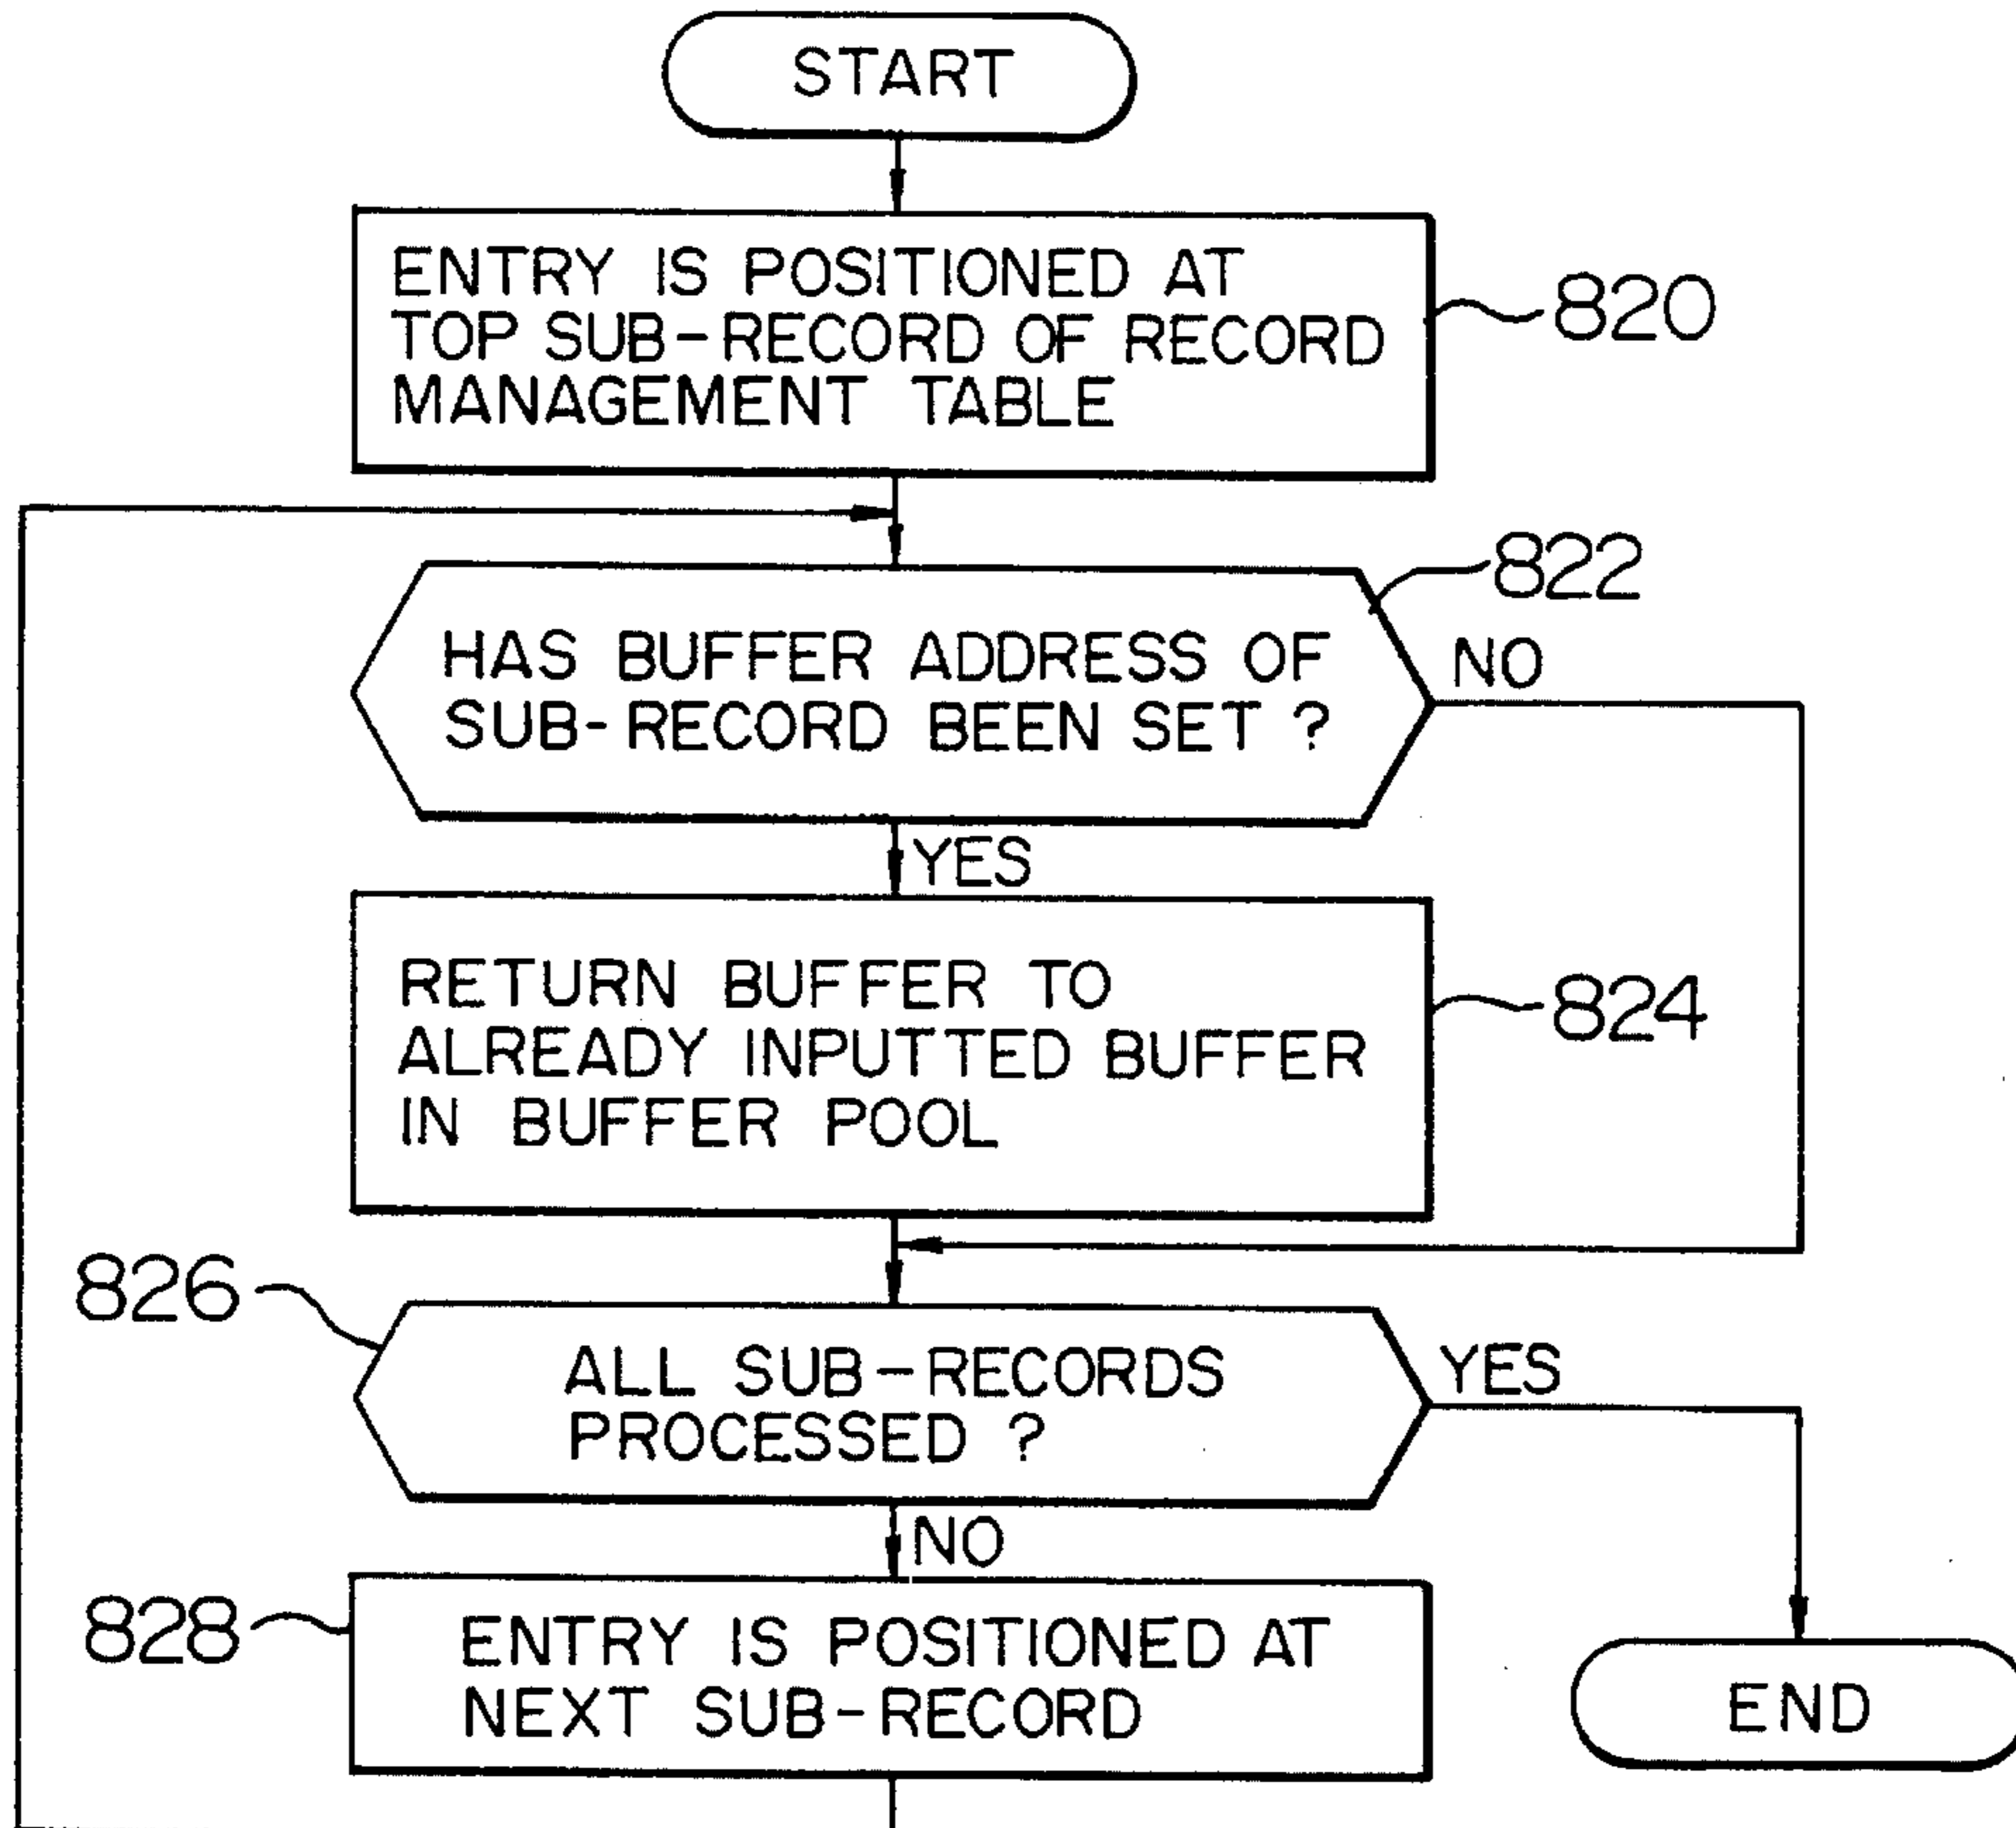 START
ENTRY IS POSITIONED AT
TOP SUB-RECORD OF RECORD
MANAGEMENT TABLE
820
822
HAS BUFFER ADDRESS OF
SUB-RECORD BEEN SET ?
NO
YES
RETURN BUFFER TO
ALREADY INPUTTED BUFFER
IN BUFFER POOL
824
826
ALL SUB-RECORDS
PROCESSED ?
YES
NO
828
ENTRY IS POSITIONED AT
NEXT SUB-RECORD
END